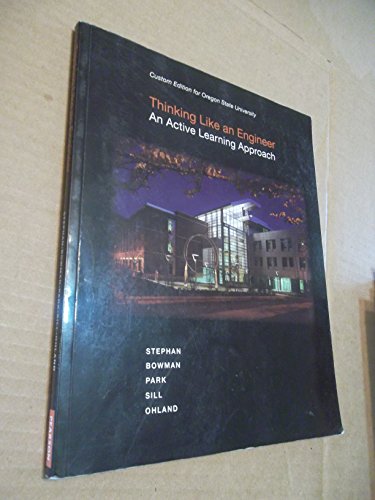 Custom Edition for Oregon State University
Thinking Like an Engineer
An Active Learning Approach
STEPHAN
BOWMAN
PARK
SILL
OHLAND
PEARSON